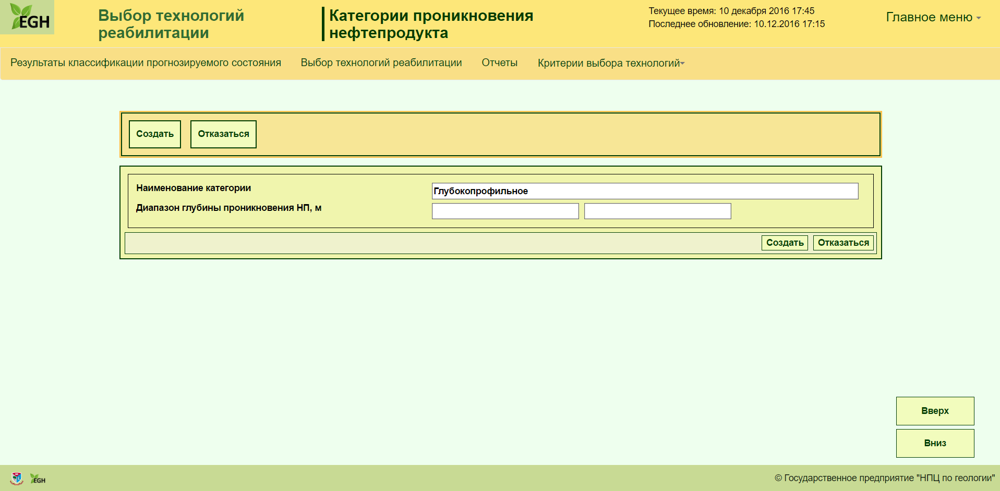 EGH
Выбор технологий
реабилитации
Категории проникновения
нефтепродукта
Текущее время: 10 декабря 2016 17:45
Последнее обновление: 10.12.2016 17:15
Главное меню
Результаты классификации прогнозируемого состояния
Выбор технологий реабилитации
Отчеты
Критерии выбора технологий
Создать
Отказаться
Наименование категории
Глубокопрофильное
Диапазон глубины проникновения НП, м
Создать
Отказаться
Вверх
Вниз
EGH
© Государственное предприятие "НПЦ по геологии"